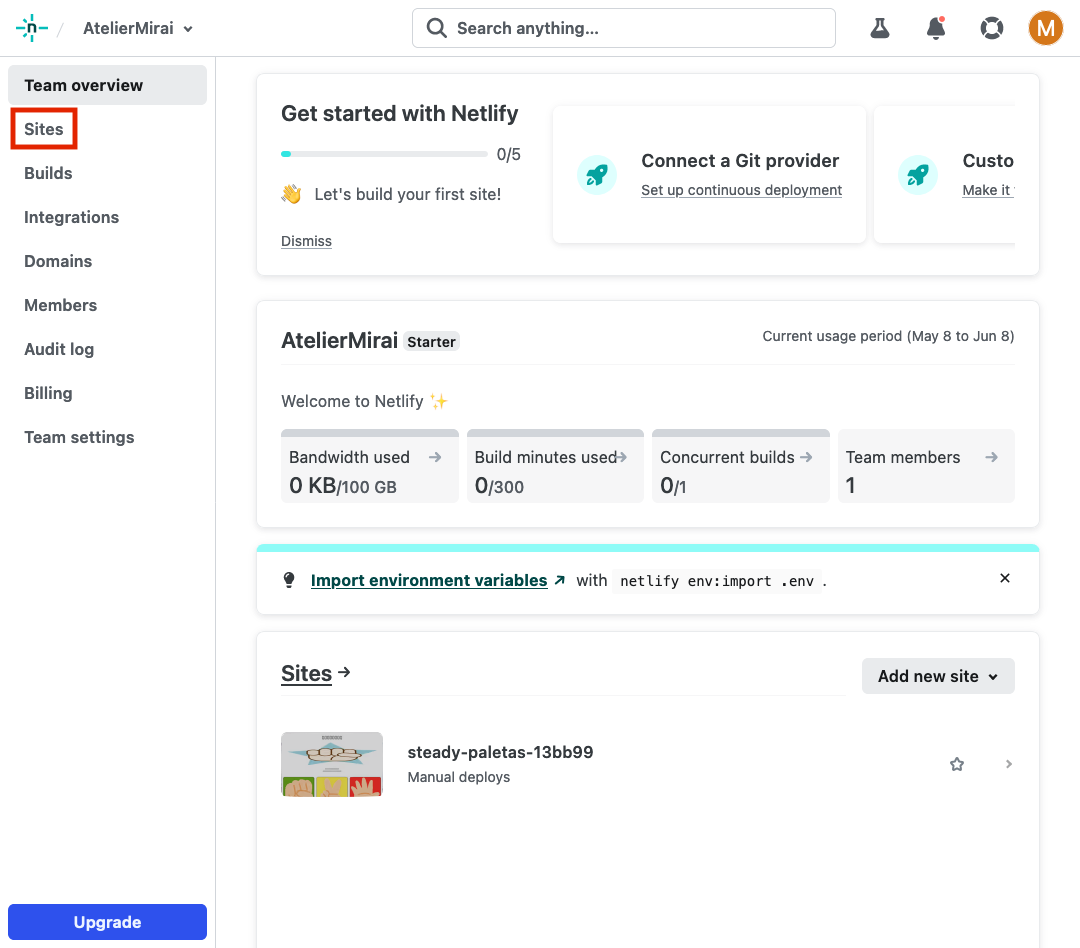 n / AtelierMirai
Search anything...
M
Team overview
Sites
Builds
Integrations
Domains
Members
Audit log
Billing
Team settings
Upgrade
Get started with Netlify
0/5
👋 Let's build your first site!
Dismiss
Connect a Git provider
Set up continuous deployment
Custo
Make it
AtelierMirai Starter
Current usage period (May 8 to Jun 8)
Welcome to Netlify ✨
Bandwidth used →
0 KB/100 GB
Build minutes used→
0/300
Concurrent builds →
0/1
Team members →
1
Import environment variables ↗ with netlify env:import .env .
Sites →
Add new site
steady-paletas-13bb99
Manual deploys